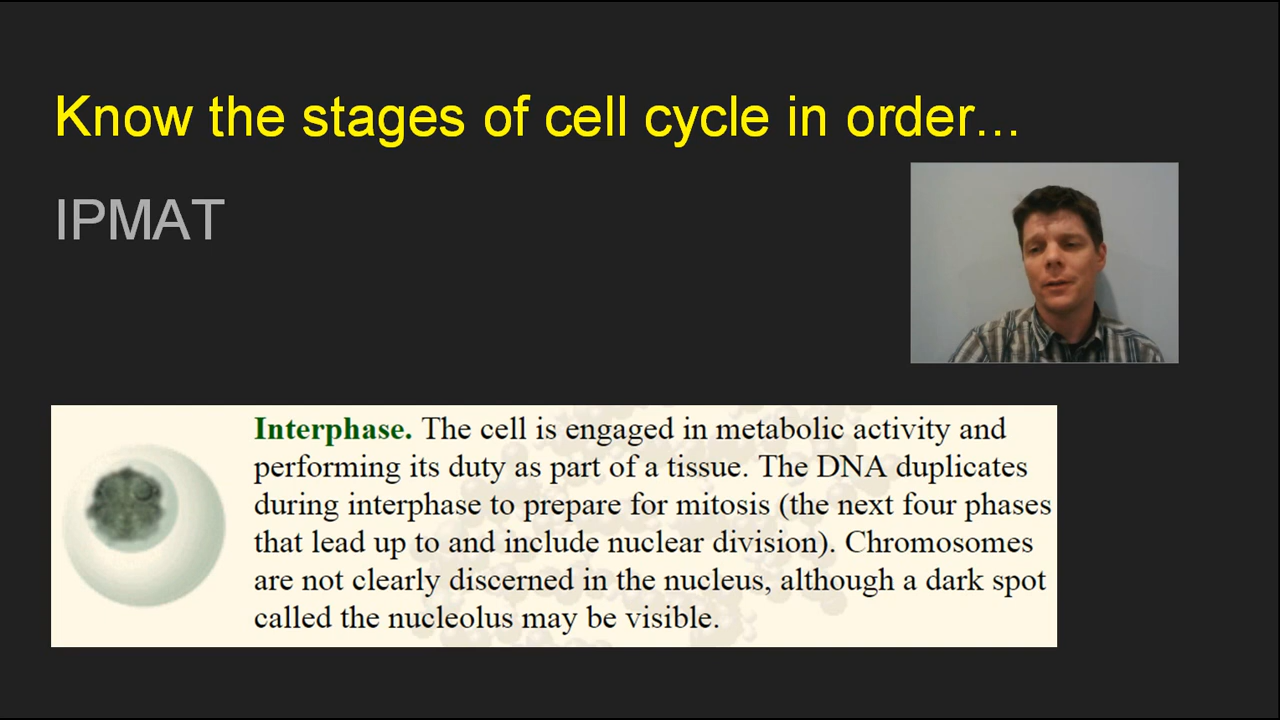 Know the stages of cell cycle in order...
IPMAT
Interphase. The cell is engaged in metabolic activity and
performing its duty as part of a tissue. The DNA duplicates
during interphase to prepare for mitosis (the next four phases
that lead up to and include nuclear division). Chromosomes
are not clearly discerned in the nucleus, although a dark spot
called the nucleolus may be visible.